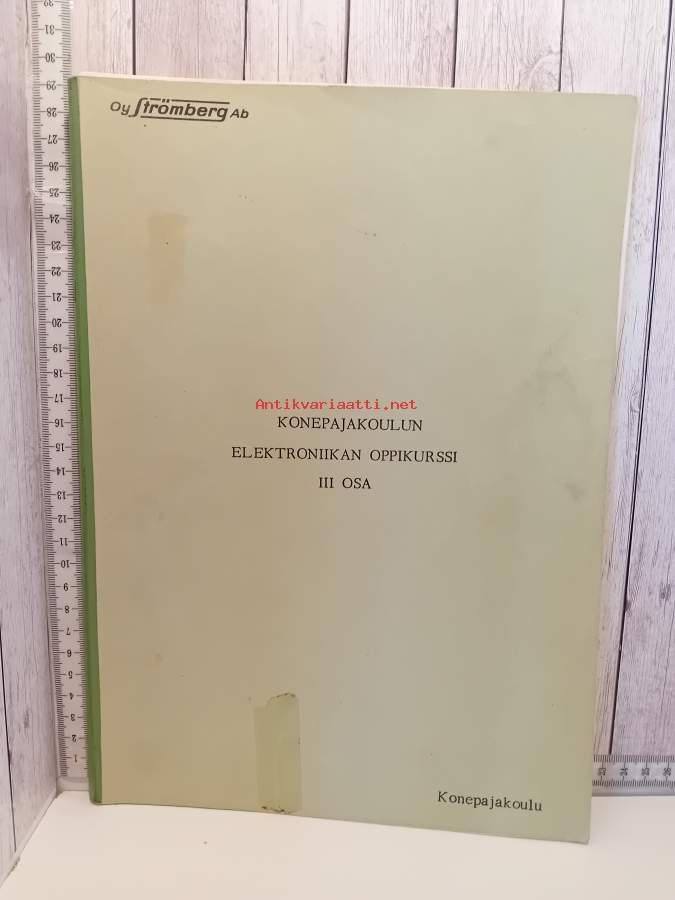 Oy Strömberg Ab
Antikvariaatti.net
KONEPAJAKOULUN
ELEKTRONIIKAN OPPIKURSSI
III OSA
Konepajakoulu